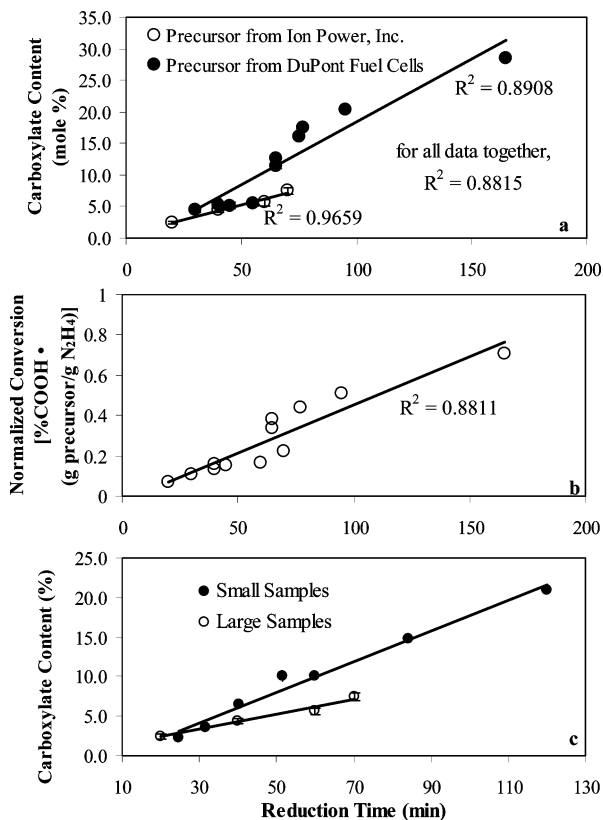 35.0
30.0
25.0
20.0
15.0
10.0
5.0
0.0
Carboxylate Content
(mole %)
Precursor from Ion Power, Inc.
Precursor from DuPont Fuel Cells
R² = 0.8908
for all data together,
R² = 0.8815
R² = 0.9659
a
0 50 100 150 200
1
0.8
0.6
0.4
0.2
0
Normalized Conversion
[%COOH •
(g precursor/g N₂H₄)]
R² = 0.8811
b
0 50 100 150 200
25.0
20.0
15.0
10.0
5.0
0.0
Carboxylate Content (%)
Small Samples
Large Samples
c
10 30 50 70 90 110 130
Reduction Time (min)